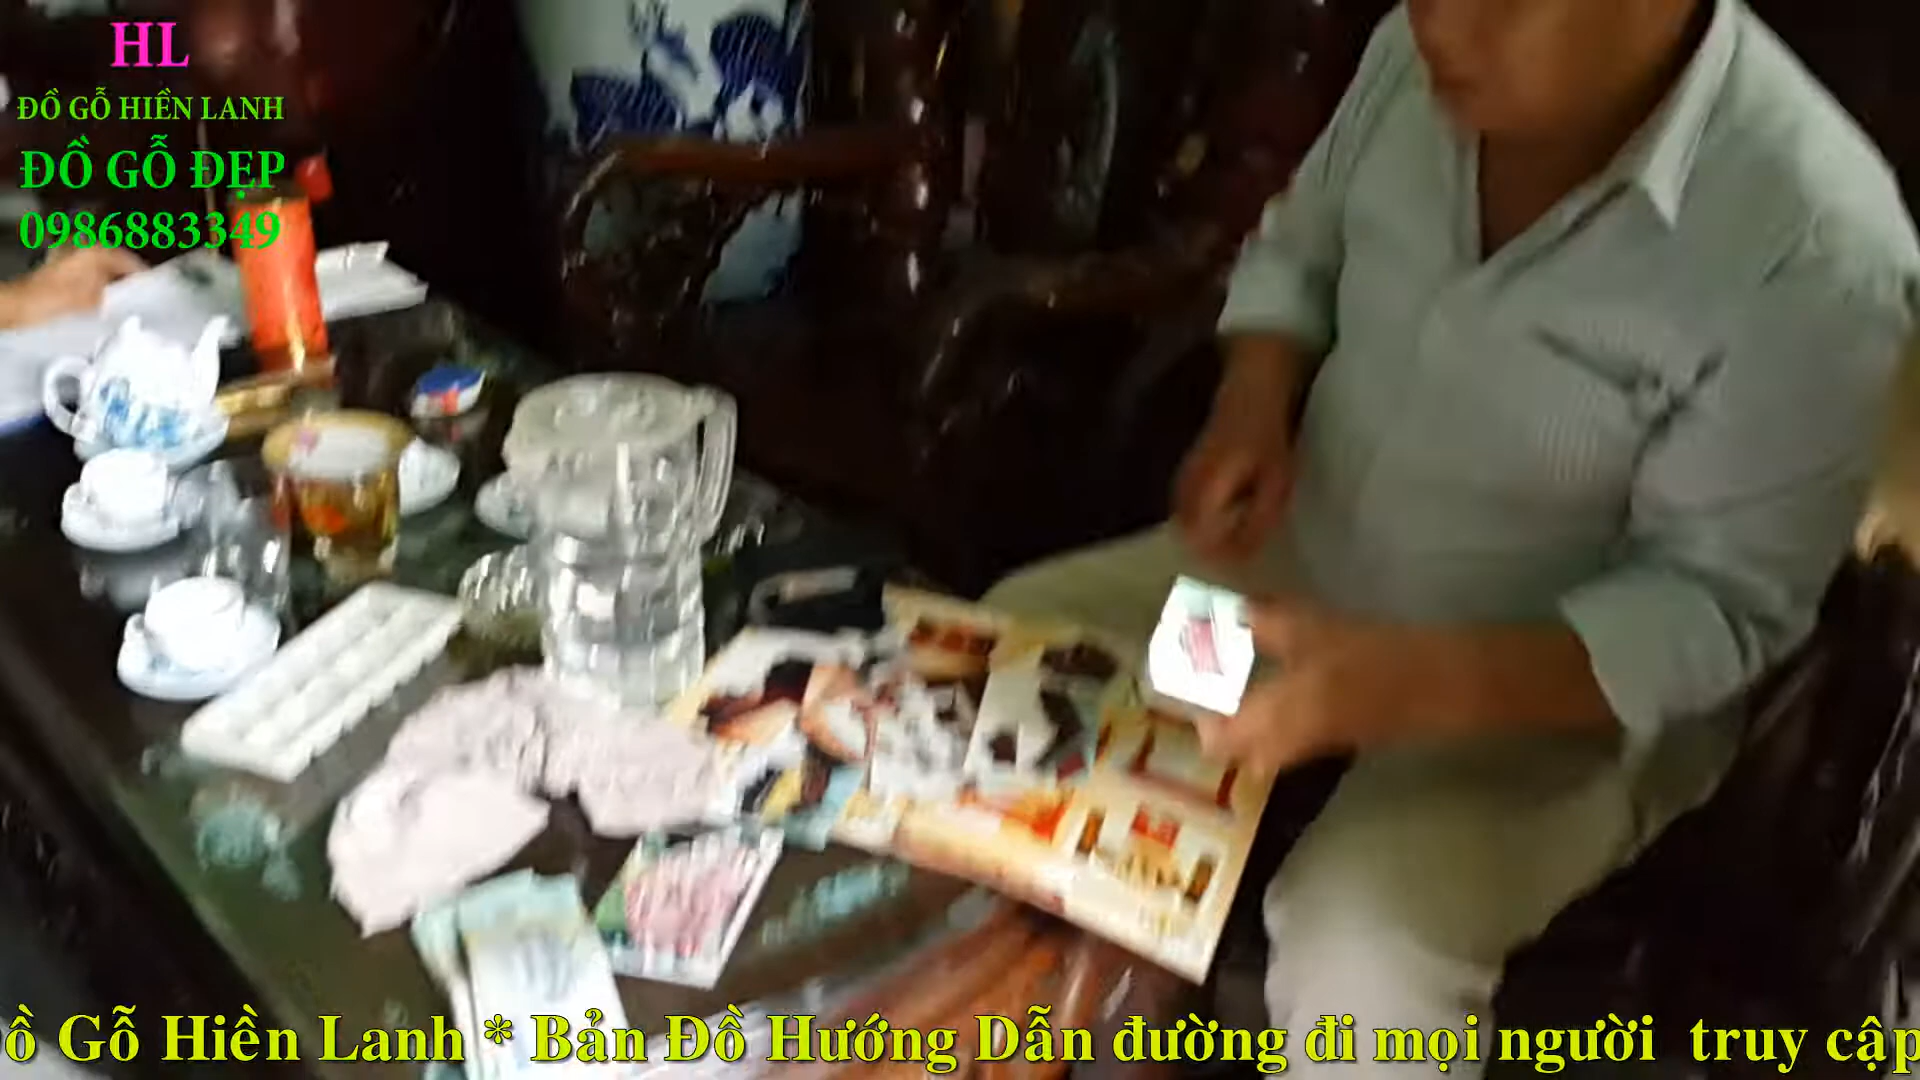 HL
ĐỒ GỖ HIỀN LANH
ĐỒ GỖ ĐẸP
0986883349
ồ Gỗ Hiền Lanh * Bản Đồ Hướng Dẫn đường đi mọi người truy cập